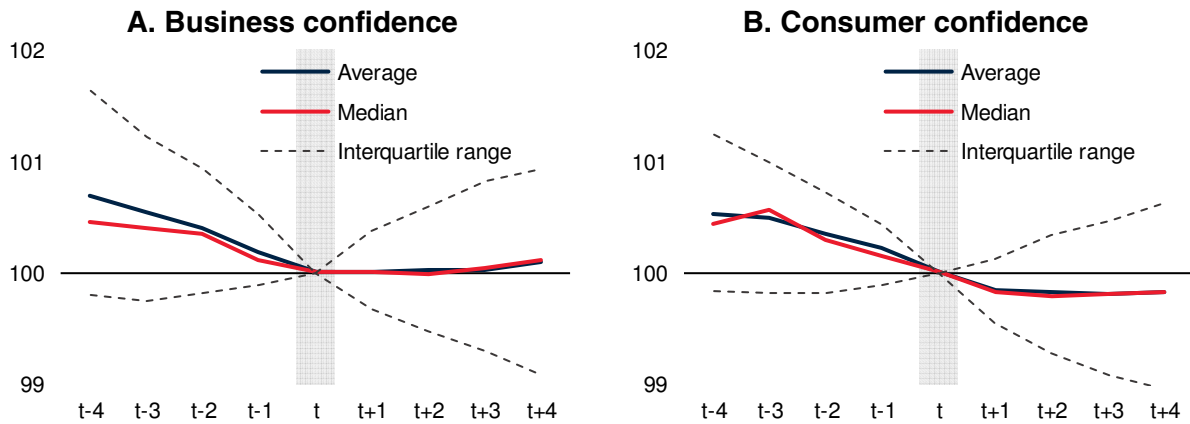 A. Business confidence
102
101
100
99
Average
Median
Interquartile range
t-4 t-3 t-2 t-1 t t+1 t+2 t+3 t+4
B. Consumer confidence
102
101
100
99
Average
Median
Interquartile range
t-4 t-3 t-2 t-1 t t+1 t+2 t+3 t+4